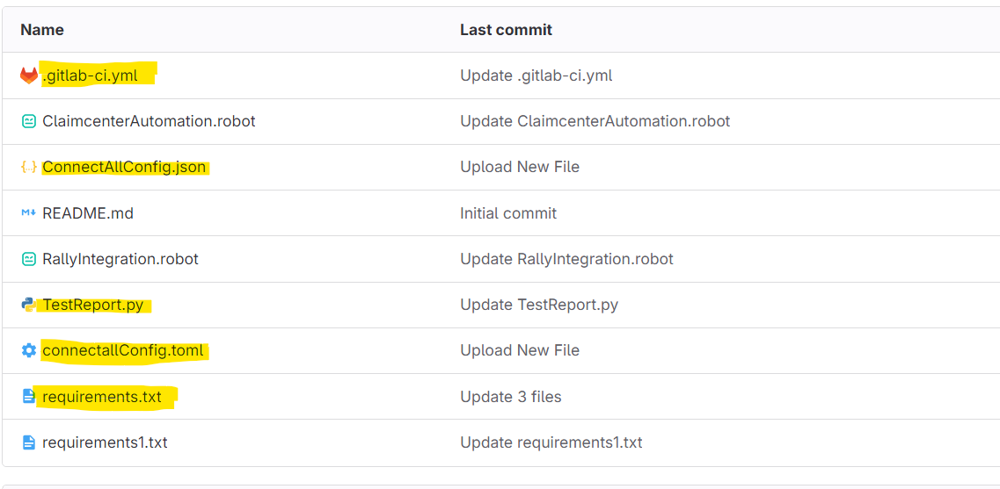 Name Last commit
.gitlab-ci.yml Update .gitlab-ci.yml
ClaimcenterAutomation.robot Update ClaimcenterAutomation.robot
{..} ConnectAllConfig.json Upload New File
M README.md Initial commit
RallyIntegration.robot Update RallyIntegration.robot
TestReport.py Update TestReport.py
connectallConfig.toml Upload New File
requirements.txt Update 3 files
requirements1.txt Update requirements1.txt